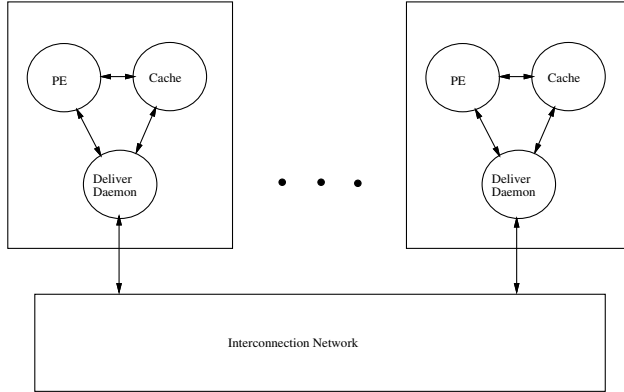 PE
Cache
Deliver
Daemon
PE
Cache
Deliver
Daemon
Interconnection Network